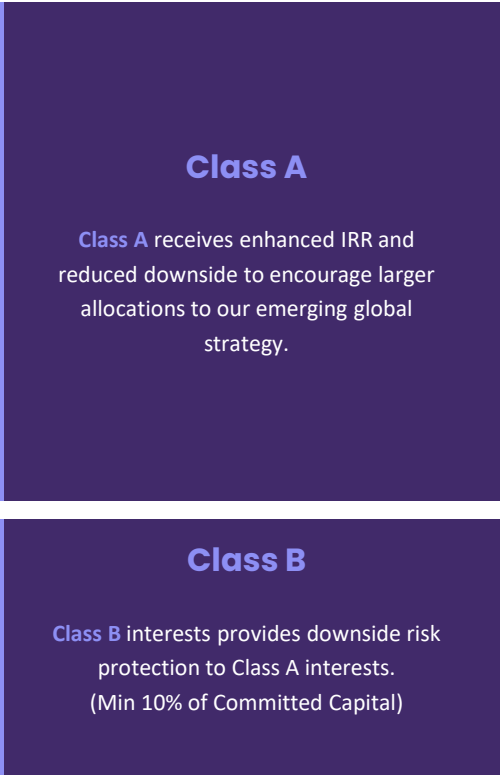 Class A
Class A receives enhanced IRR and
reduced downside to encourage larger
allocations to our emerging global
strategy.
Class B
Class B interests provides downside risk
protection to Class A interests.
(Min 10% of Committed Capital)